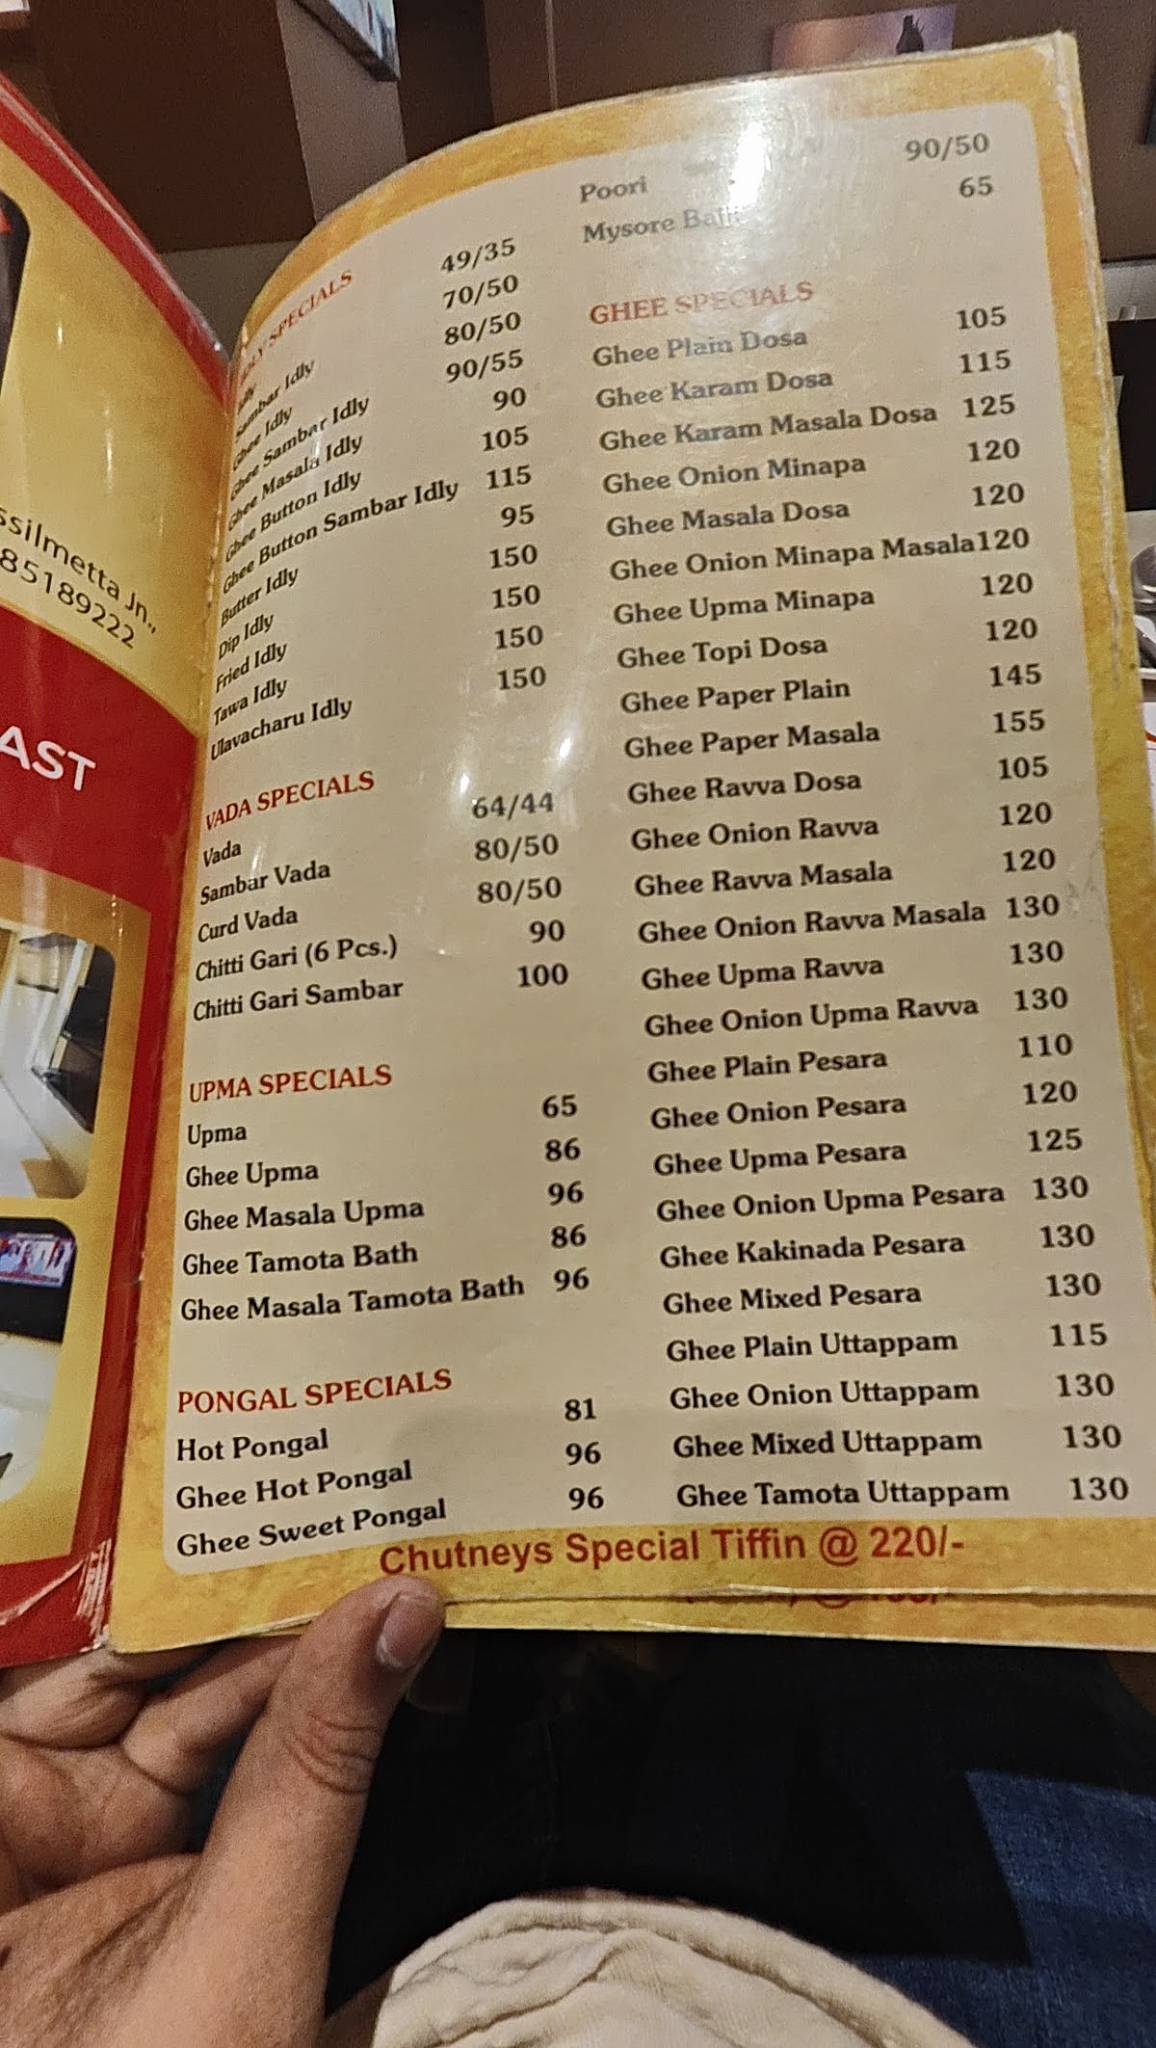 ssilmetta Jn.,
85189222
AST
SPECIALS
Idly 49/35
Sambar Idly 70/50
Ghee Idly 80/50
Ghee Sambar Idly 90/55
Ghee Masala Idly 90
Ghee Button Idly 105
Ghee Button Sambar Idly 115
Butter Idly 95
Dip Idly 150
Fried Idly 150
Tawa Idly 150
Ulavacharu Idly 150
VADA SPECIALS
Vada 64/44
Sambar Vada 80/50
Curd Vada 80/50
Chitti Gari (6 Pcs.) 90
Chitti Gari Sambar 100
UPMA SPECIALS
Upma 65
Ghee Upma 86
Ghee Masala Upma 96
Ghee Tamota Bath 86
Ghee Masala Tamota Bath 96
PONGAL SPECIALS
Hot Pongal 81
Ghee Hot Pongal 96
Ghee Sweet Pongal 96
Poori 90/50
Mysore 65
GHEE SPECIALS
Ghee Plain Dosa 105
Ghee Karam Dosa 115
Ghee Karam Masala Dosa 125
Ghee Onion Minapa 120
Ghee Masala Dosa 120
Ghee Onion Minapa Masala 120
Ghee Upma Minapa 120
Ghee Topi Dosa 120
Ghee Paper Plain 145
Ghee Paper Masala 155
Ghee Ravva Dosa 105
Ghee Onion Ravva 120
Ghee Ravva Masala 120
Ghee Onion Ravva Masala 130
Ghee Upma Ravva 130
Ghee Onion Upma Ravva 130
Ghee Plain Pesara 110
Ghee Onion Pesara 120
Ghee Upma Pesara 125
Ghee Onion Upma Pesara 130
Ghee Kakinada Pesara 130
Ghee Mixed Pesara 130
Ghee Plain Uttappam 115
Ghee Onion Uttappam 130
Ghee Mixed Uttappam 130
Ghee Tamota Uttappam 130
Chutneys Special Tiffin @ 220/-